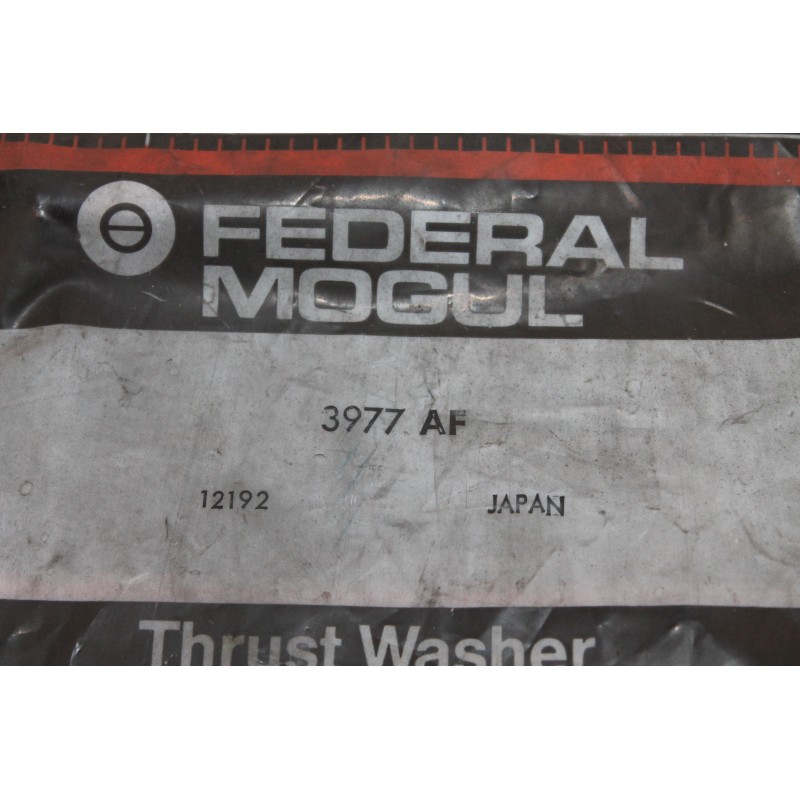 FEDERAL
MOGUL
3977 AF
12192 JAPAN
Thrust Washer